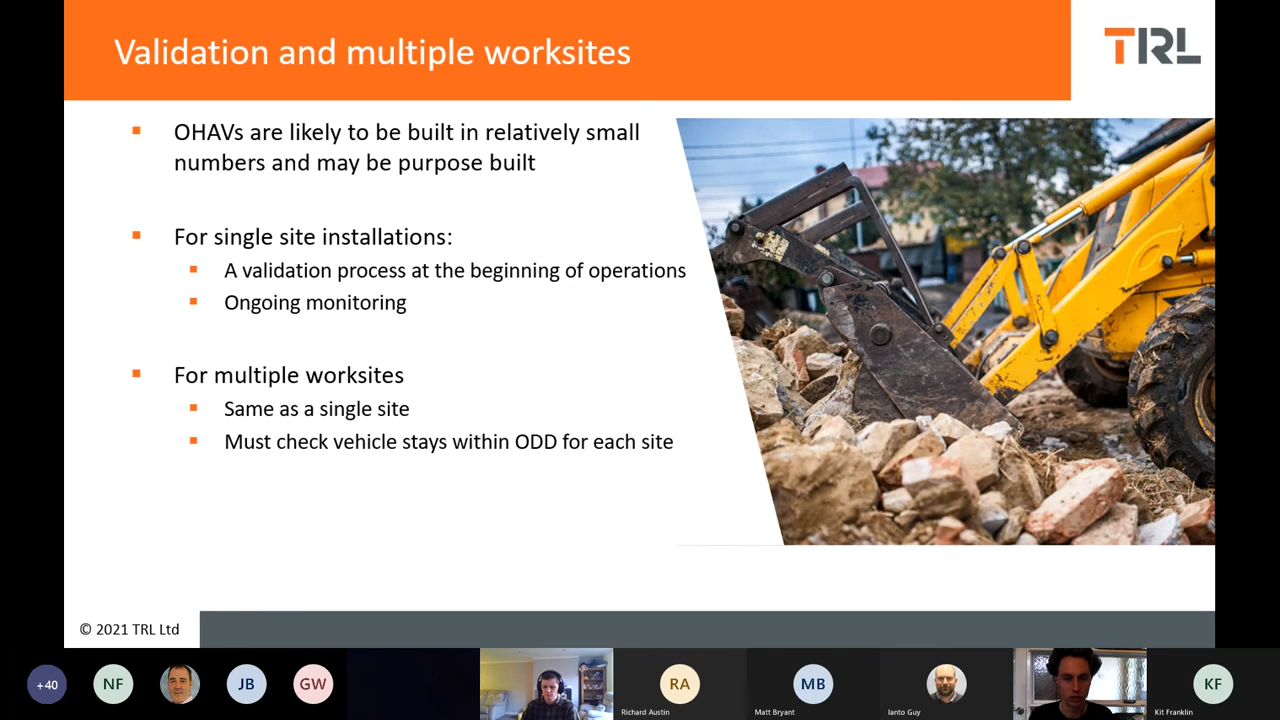 Validation and multiple worksites
TRL
OHAVs are likely to be built in relatively small
numbers and may be purpose built
For single site installations:
A validation process at the beginning of operations
Ongoing monitoring
For multiple worksites
Same as a single site
Must check vehicle stays within ODD for each site
© 2021 TRL Ltd
+40
NF
JB
GW
RA
Richard Austin
MB
Matt Bryant
Ianto Guy
KF
Kit Franklin